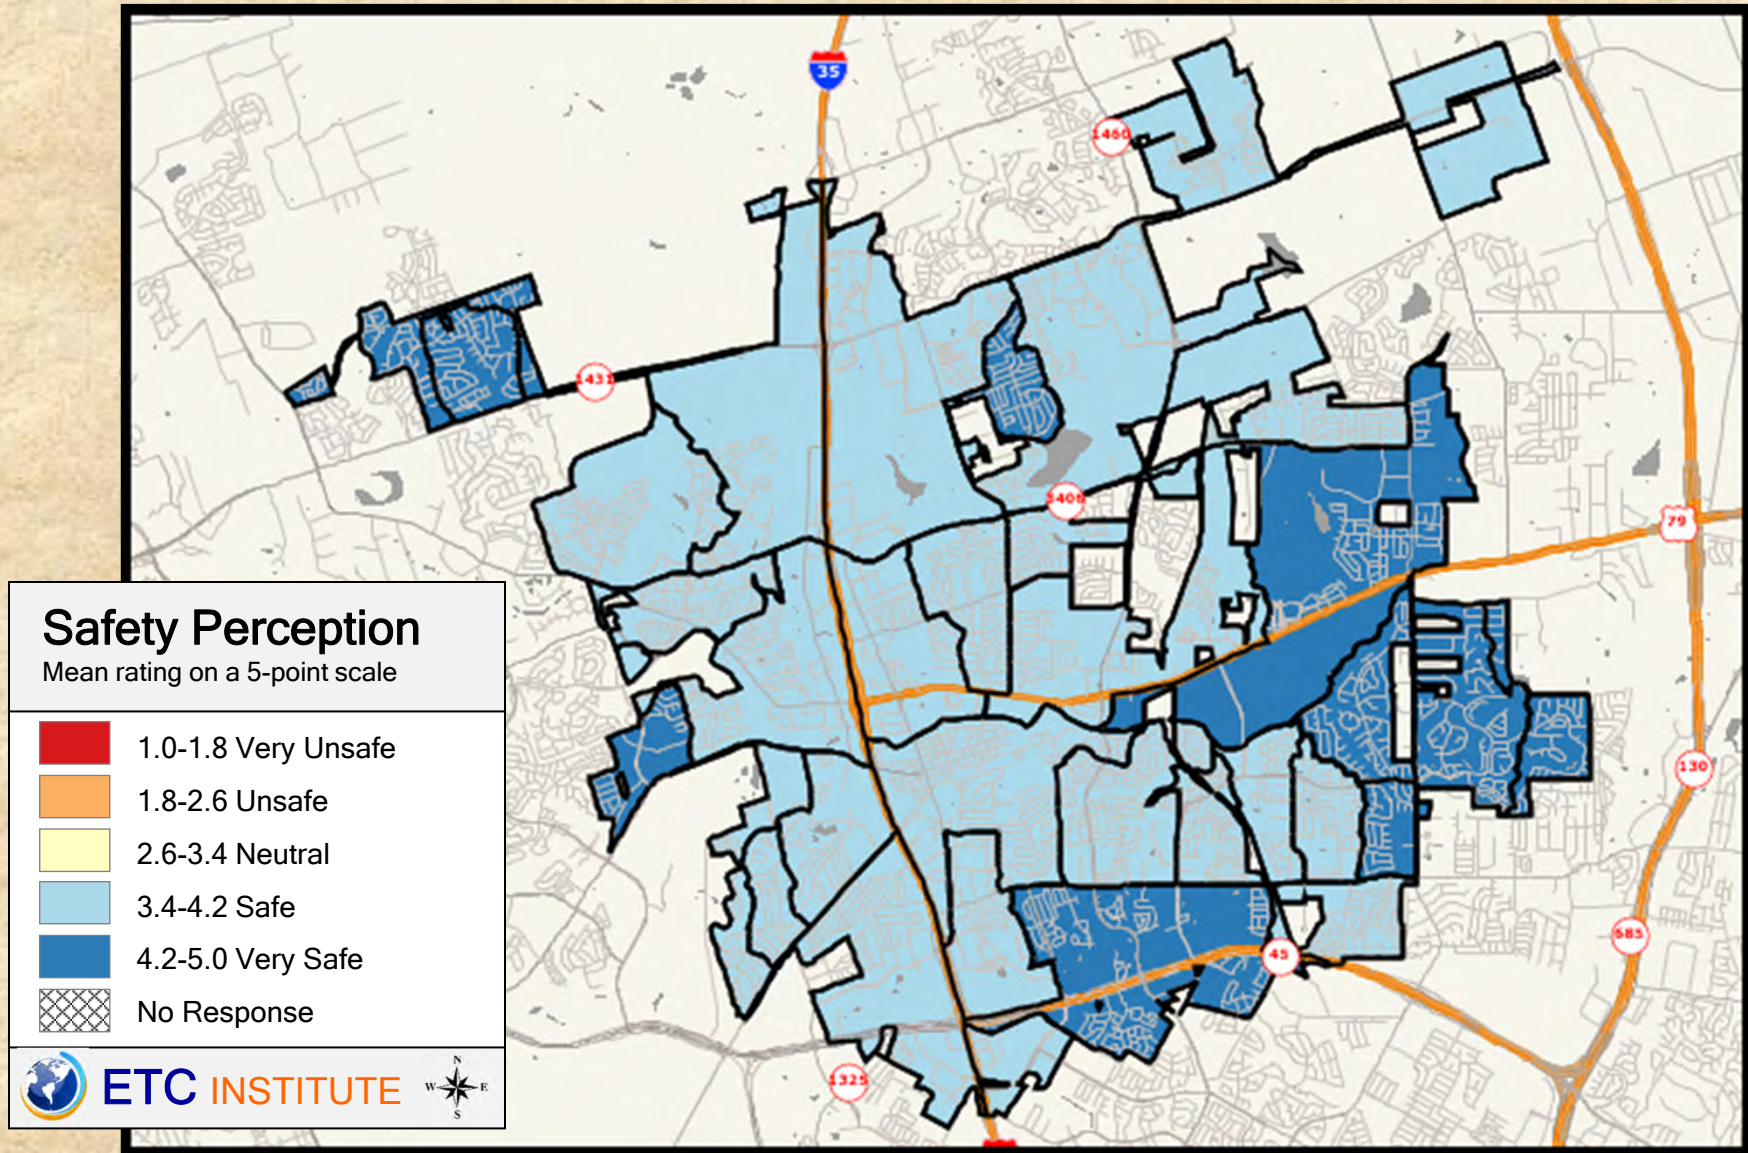 35
1460
1431
3406
79
130
685
45
1325
Safety Perception
Mean rating on a 5-point scale
1.0-1.8 Very Unsafe
1.8-2.6 Unsafe
2.6-3.4 Neutral
3.4-4.2 Safe
4.2-5.0 Very Safe
No Response
ETC INSTITUTE
N
W E
S